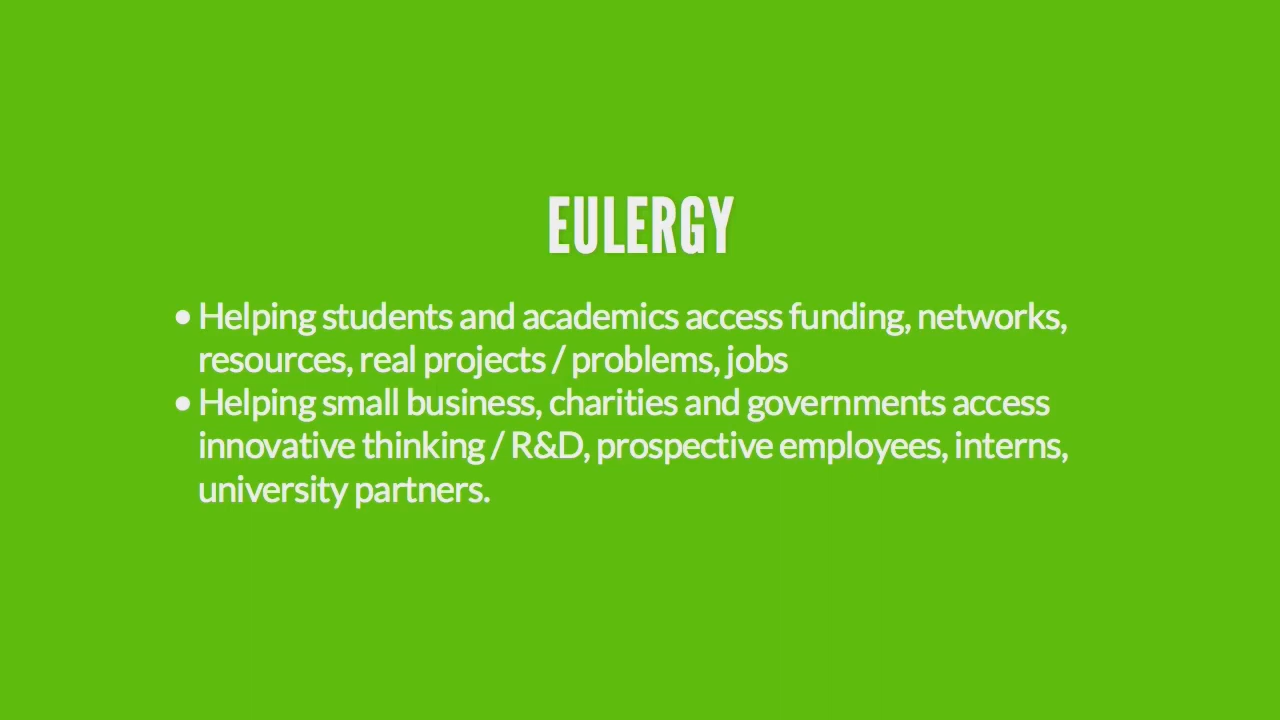 EULERGY
• Helping students and academics access funding, networks,
resources, real projects / problems, jobs
• Helping small business, charities and governments access
innovative thinking / R&D, prospective employees, interns,
university partners.